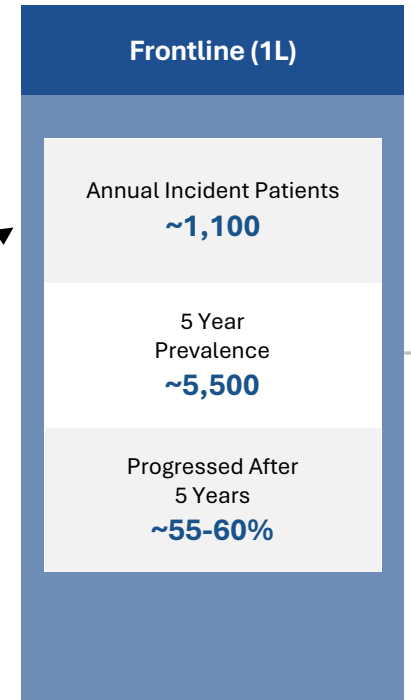 Frontline (1L)
Annual Incident Patients
~1,100
5 Year
Prevalence
~5,500
Progressed After
5 Years
~55-60%